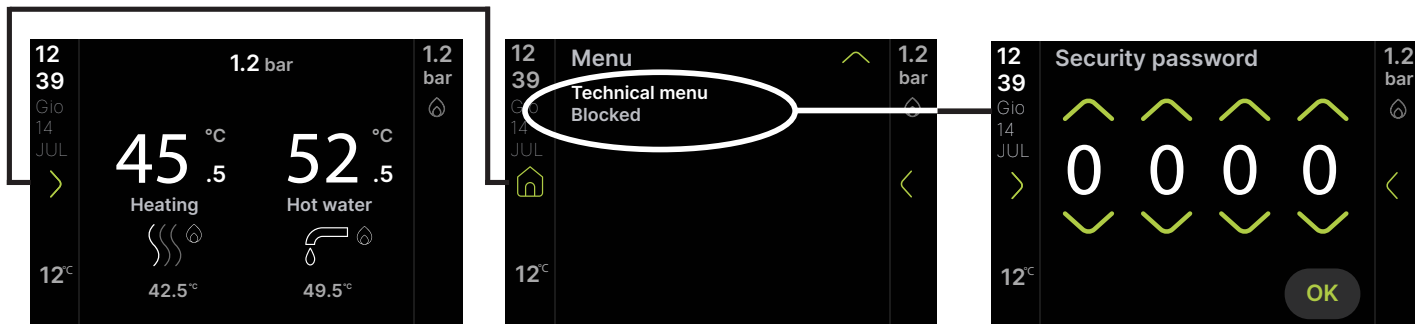 12
39
Gio
14
JUL
12°C
1.2 bar
45.5 °C
Heating
42.5°C
52.5 °C
Hot water
49.5°C
1.2
bar
12
39
Gio
14
JUL
12°C
Menu
Technical menu
Blocked
1.2
bar
12
39
Gio
14
JUL
12°C
Security password
0 0 0 0
OK
1.2
bar